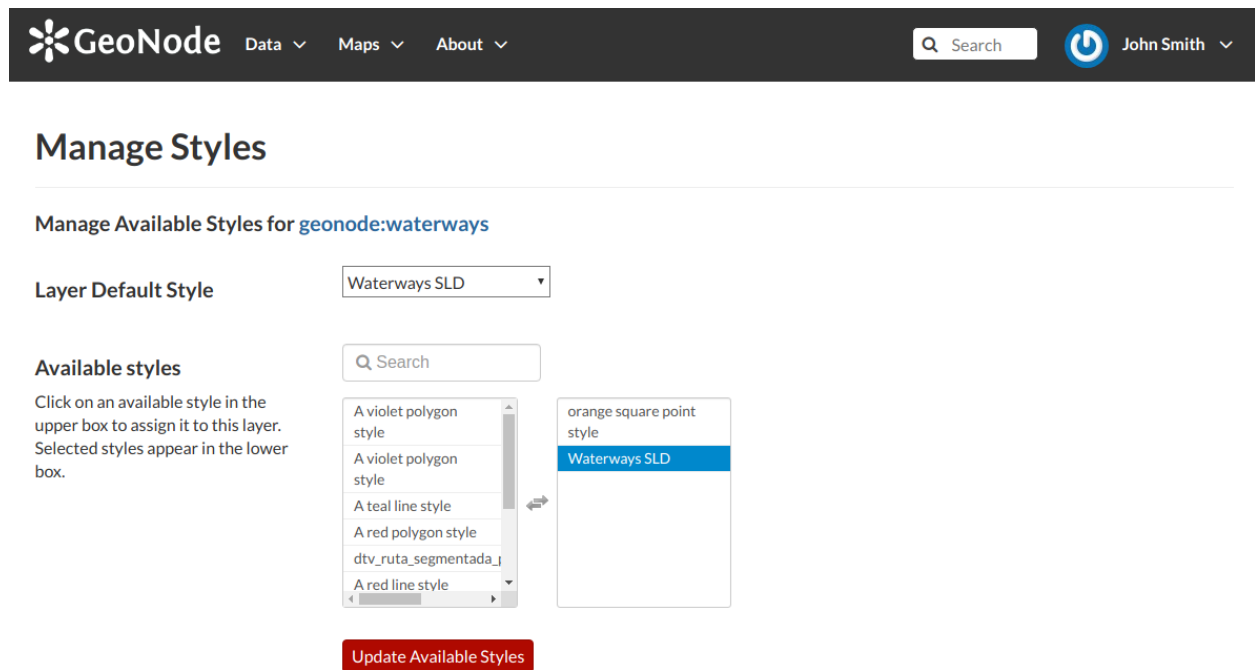 GeoNode Data Maps About Search John Smith
Manage Styles
Manage Available Styles for geonode:waterways
Layer Default Style
Waterways SLD
Available styles
Click on an available style in the
upper box to assign it to this layer.
Selected styles appear in the lower
box.
Search
A violet polygon
style
A violet polygon
style
A teal line style
A red polygon style
dtv_ruta_segmentada_
A red line style
orange square point
style
Waterways SLD
Update Available Styles